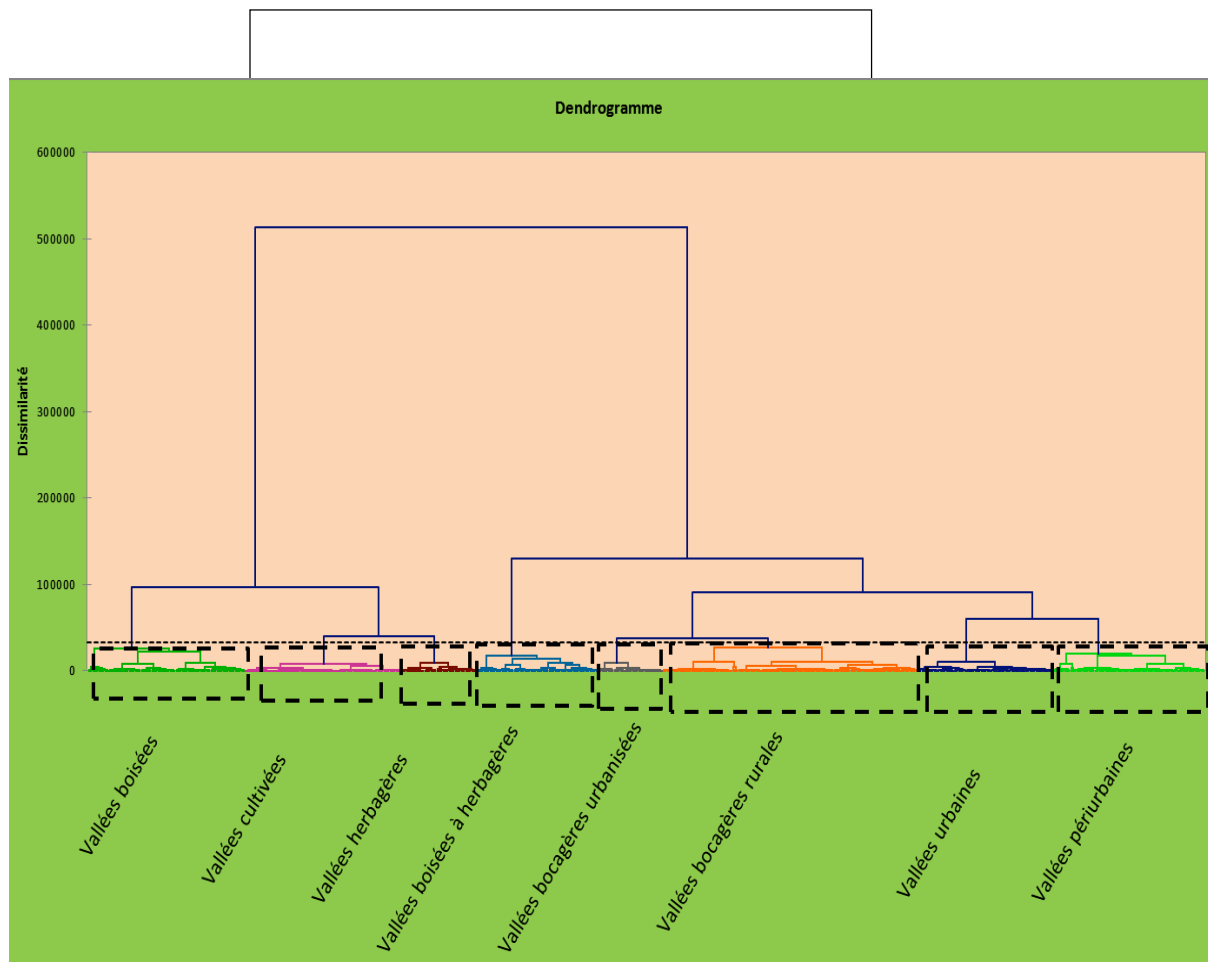 Dendrogramme
600000
500000
400000
300000
200000
100000
0
Dissimilarité
Vallées boisées
Vallées cultivées
Vallées herbagères
Vallées boisées à herbagères
Vallées bocagères urbanisées
Vallées bocagères rurales
Vallées urbaines
Vallées périurbaines